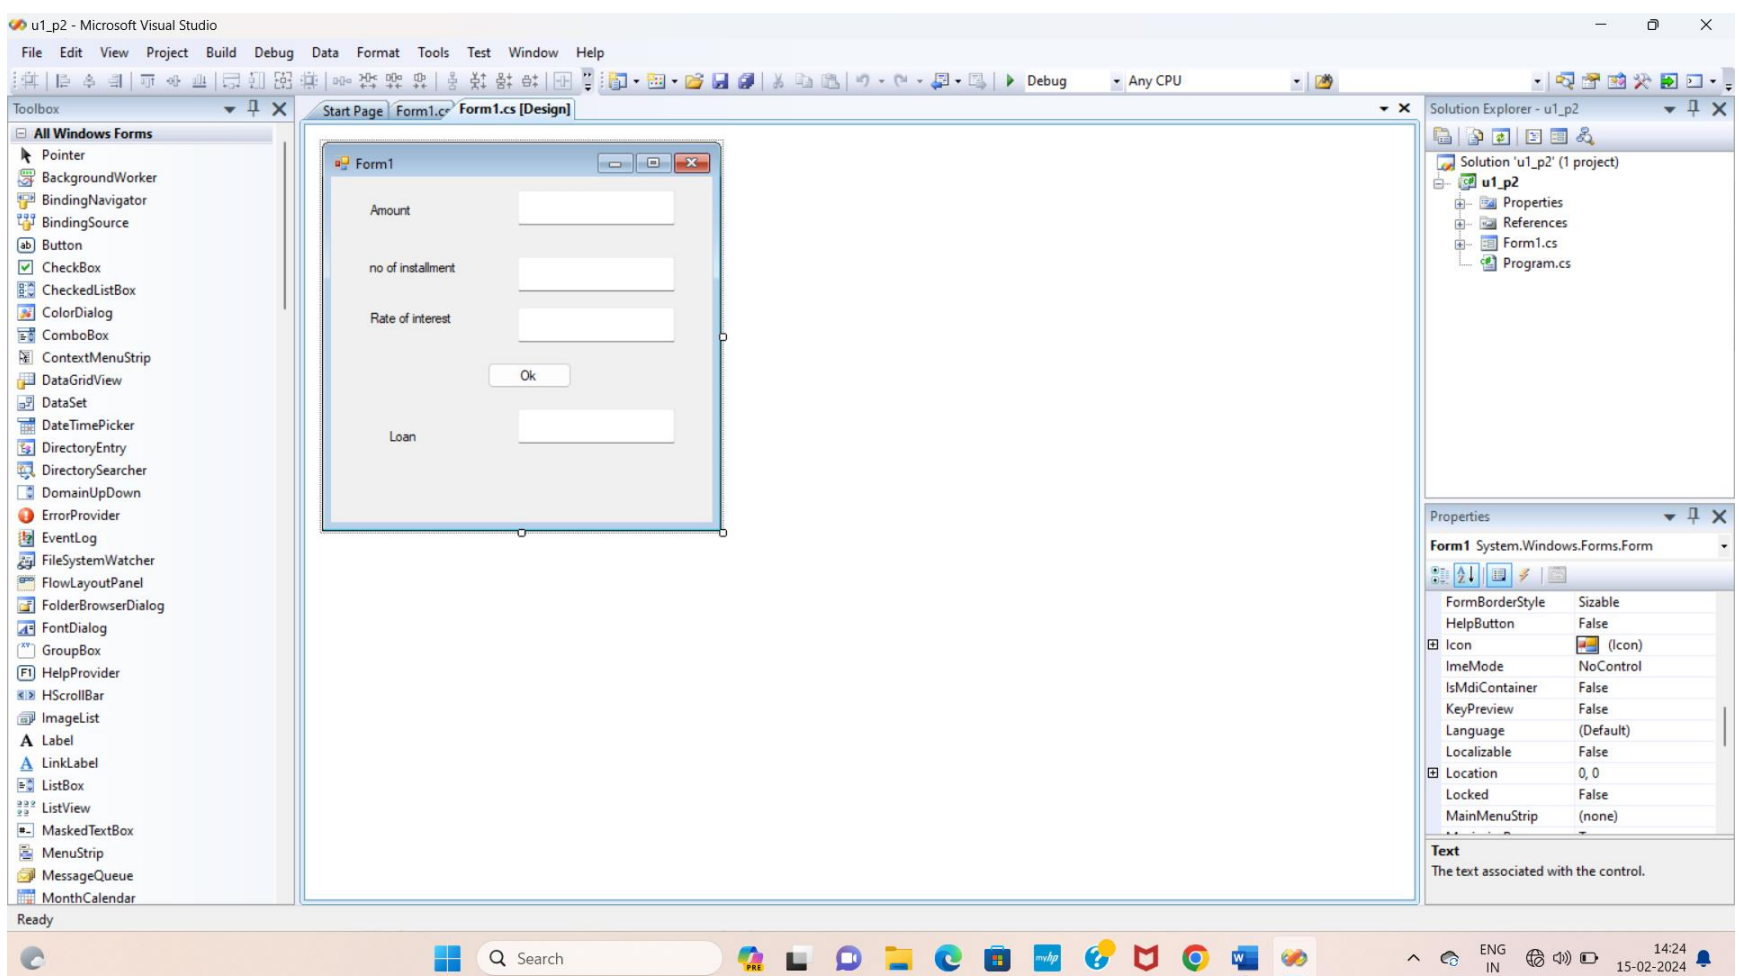 u1_p2 - Microsoft Visual Studio
File Edit View Project Build Debug Data Format Tools Test Window Help
Debug Any CPU
Toolbox
All Windows Forms
Pointer
BackgroundWorker
BindingNavigator
BindingSource
Button
CheckBox
CheckedListBox
ColorDialog
ComboBox
ContextMenuStrip
DataGridView
DataSet
DateTimePicker
DirectoryEntry
DirectorySearcher
DomainUpDown
ErrorProvider
EventLog
FileSystemWatcher
FlowLayoutPanel
FolderBrowserDialog
FontDialog
GroupBox
HelpProvider
HScrollBar
ImageList
Label
LinkLabel
ListBox
ListView
MaskedTextBox
MenuStrip
MessageQueue
MonthCalendar
Start Page Form1.cs Form1.cs [Design]
Form1
Amount
no of installment
Rate of interest
Ok
Loan
Solution Explorer - u1_p2
Solution 'u1_p2' (1 project)
u1_p2
Properties
References
Form1.cs
Program.cs
Properties
Form1 System.Windows.Forms.Form
FormBorderStyle Sizable
HelpButton False
Icon (Icon)
ImeMode NoControl
IsMdiContainer False
KeyPreview False
Language (Default)
Localizable False
Location 0, 0
Locked False
MainMenuStrip (none)
Text
The text associated with the control.
Ready
Search
PRE
myhp
ENG
IN
14:24
15-02-2024